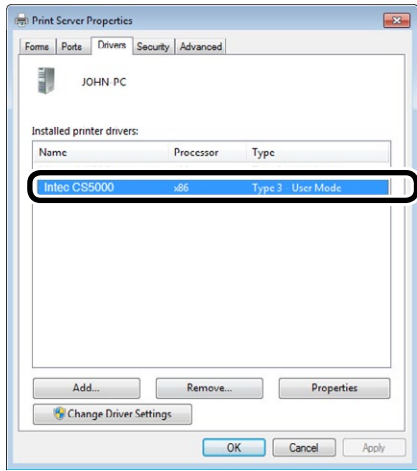 Print Server Properties
Forms Ports Drivers Security Advanced
JOHN-PC
Installed printer drivers:
Name Processor Type
Intec CS5000 x86 Type 3 - User Mode
Add... Remove... Properties
Change Driver Settings
OK Cancel Apply